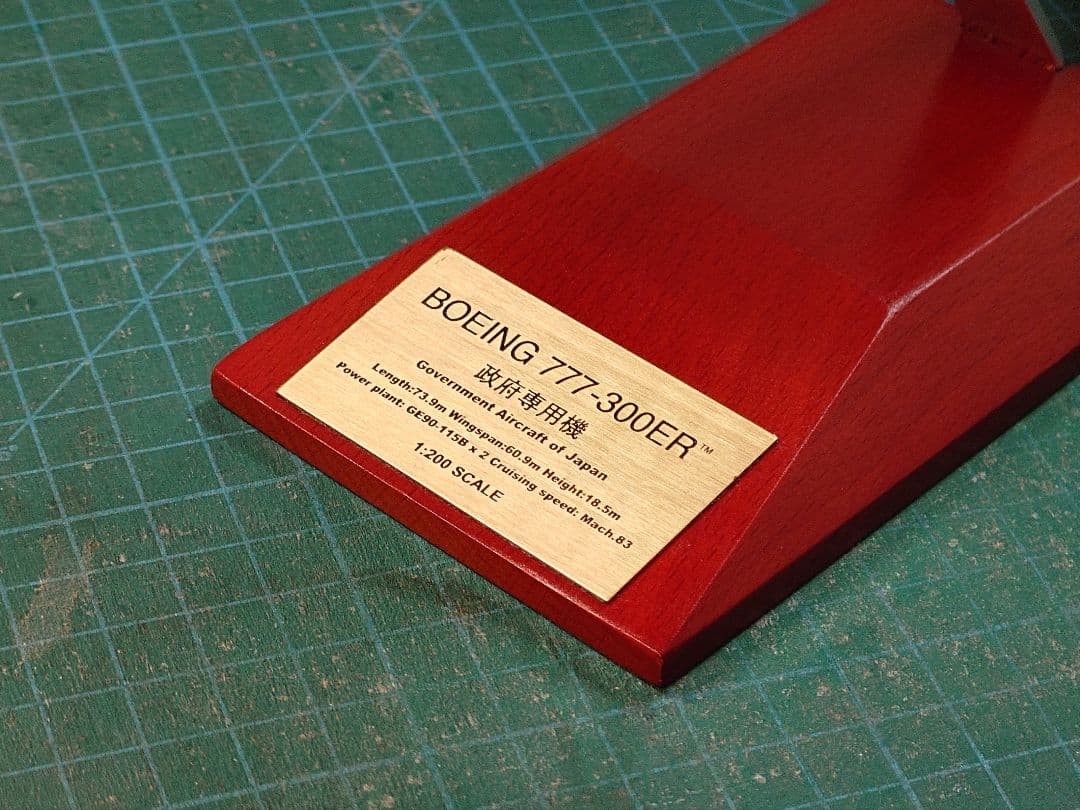 BOEING 777-300ER™
政府専用機
Government Aircraft of Japan
Length:73.9m Wingspan:60.9m Height:18.5m
Power plant: GE90-115B x 2 Cruising speed: Mach.83
1:200 SCALE